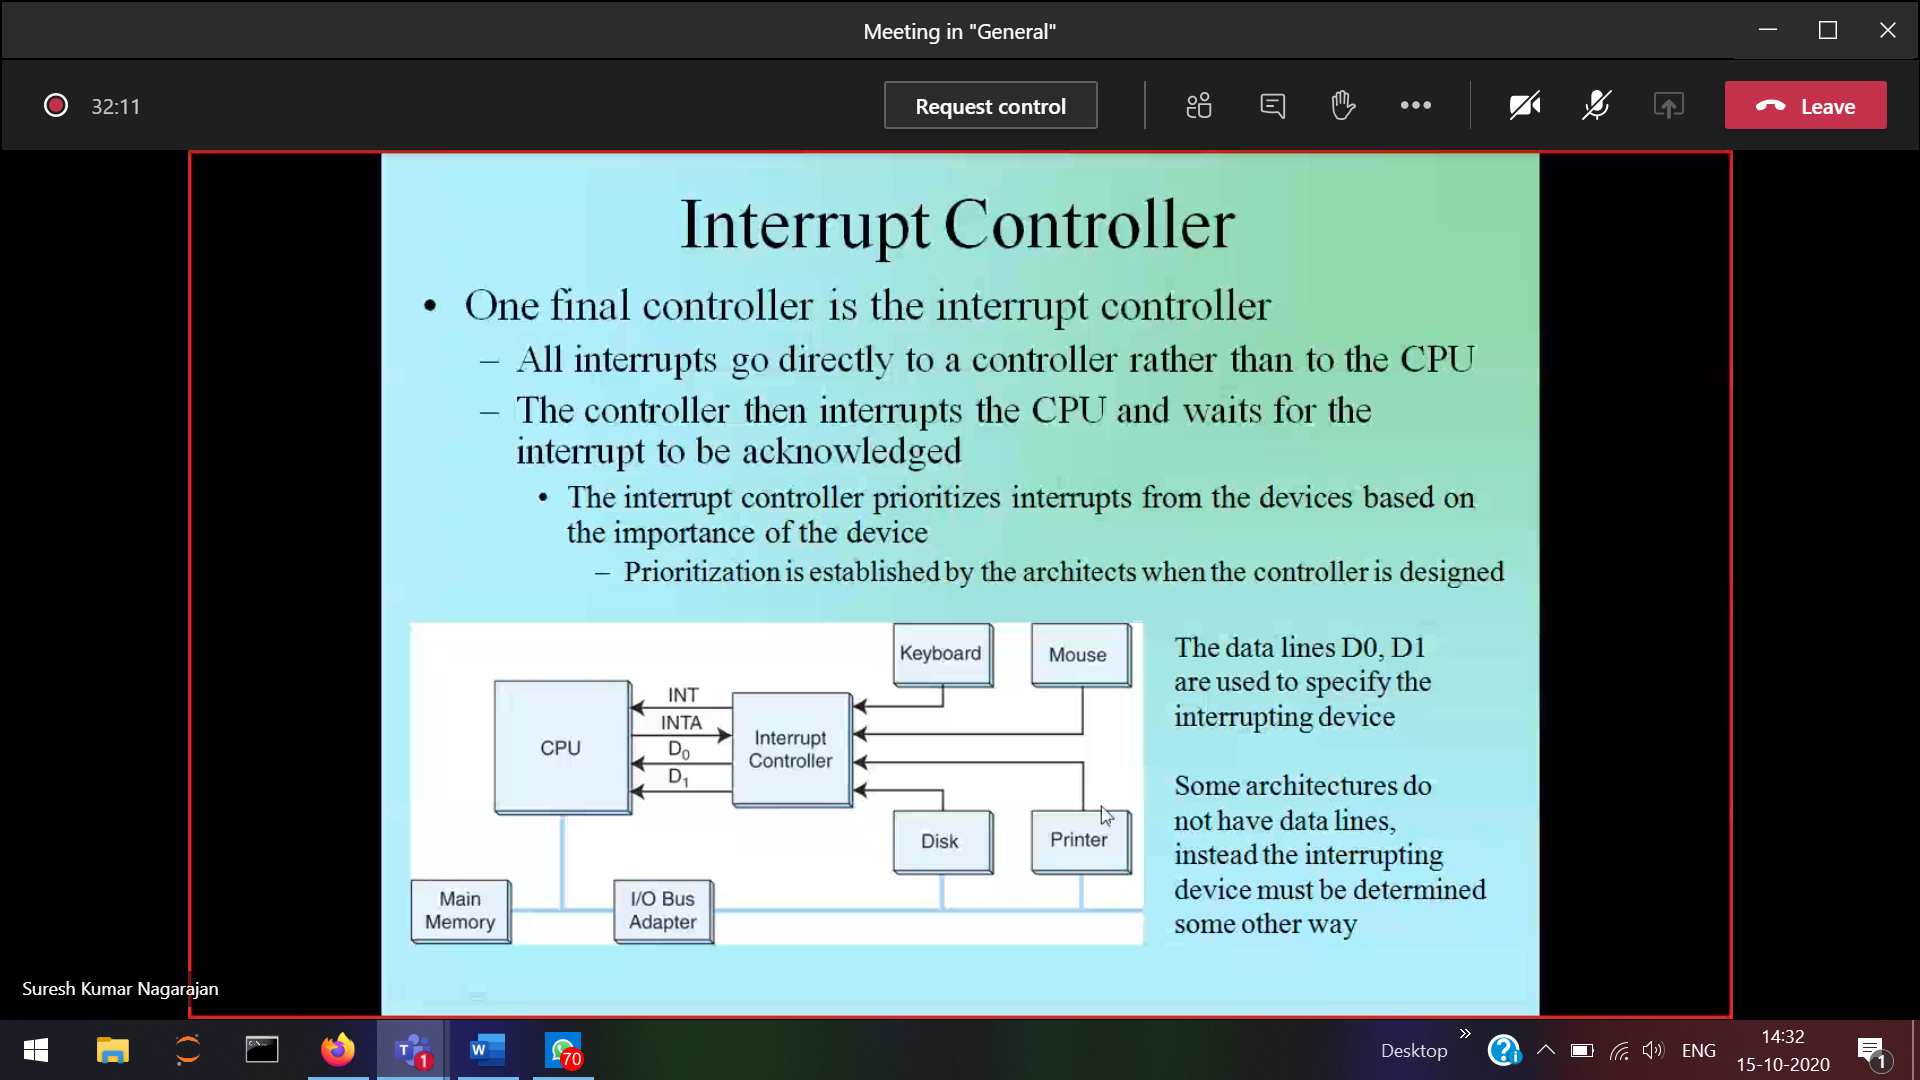 Meeting in "General"
32:11
Request control
Leave
Interrupt Controller
• One final controller is the interrupt controller
– All interrupts go directly to a controller rather than to the CPU
– The controller then interrupts the CPU and waits for the
interrupt to be acknowledged
• The interrupt controller prioritizes interrupts from the devices based on
the importance of the device
– Prioritization is established by the architects when the controller is designed
Keyboard
Mouse
INT
INTA
D0
D1
CPU
Interrupt
Controller
Disk
Printer
Main
Memory
I/O Bus
Adapter
The data lines D0, D1
are used to specify the
interrupting device
Some architectures do
not have data lines,
instead the interrupting
device must be determined
some other way
Suresh Kumar Nagarajan
T
1
W
70
Desktop
»
ENG
14:32
15-10-2020
1